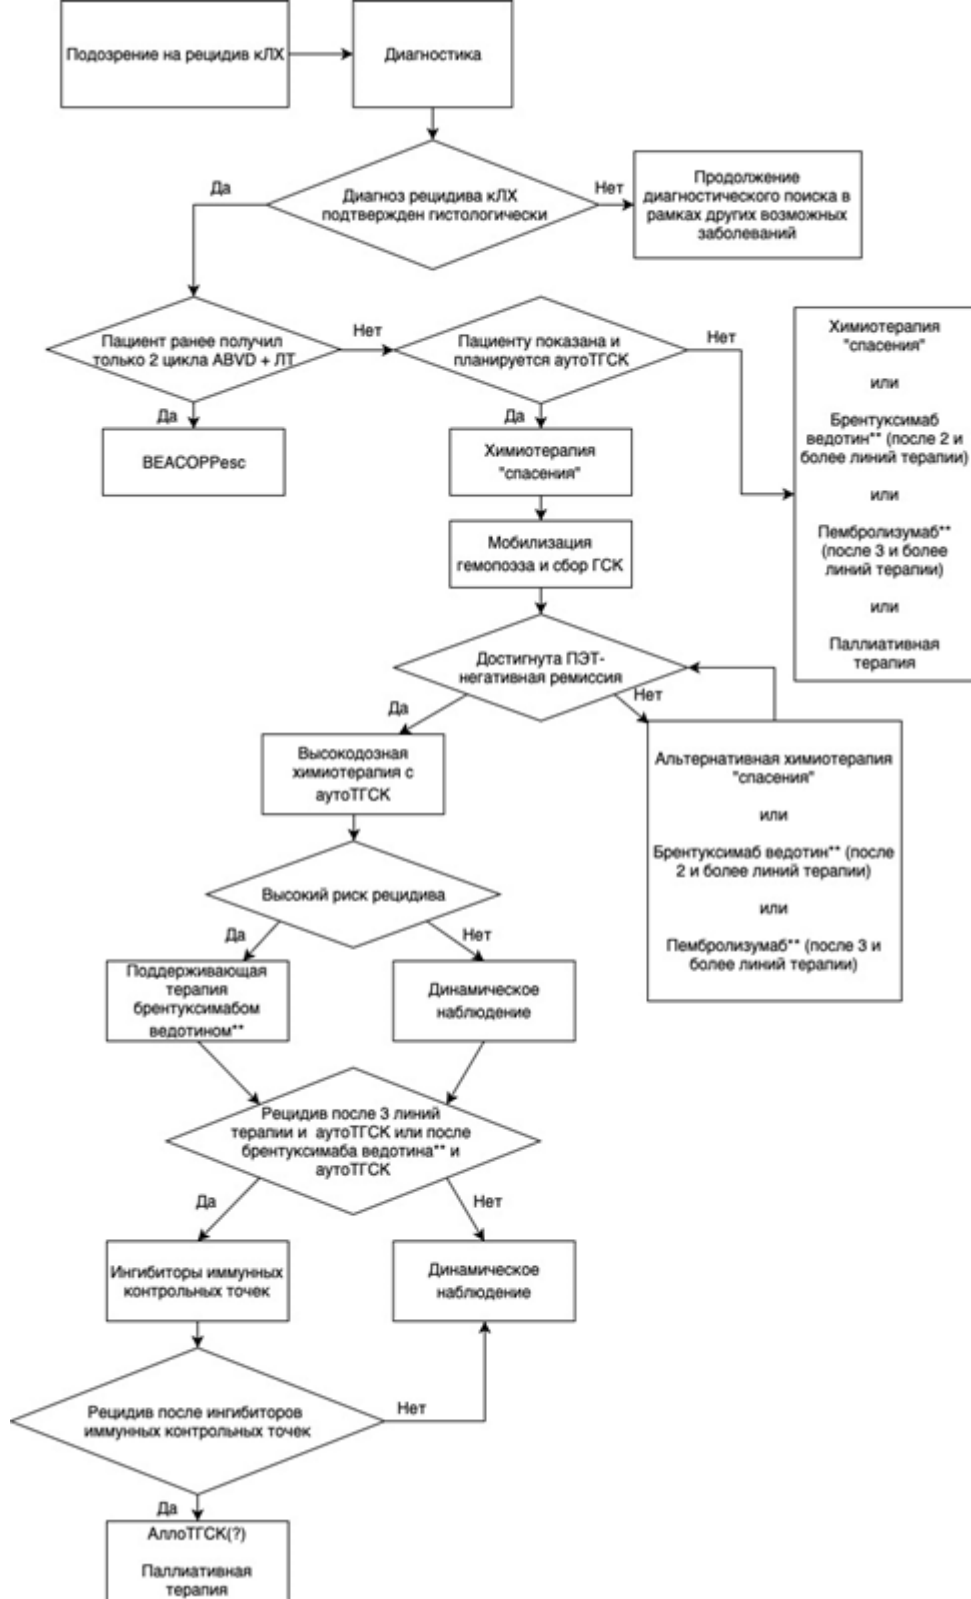 Подозрение на рецидив кЛХ
Диагностика
Диагноз рецидива кЛХ
подтвержден гистологически
Да
Нет
Продолжение
диагностического поиска в
рамках других возможных
заболеваний
Пациент ранее получил
только 2 цикла ABVD + ЛТ
Нет
Пациенту показана и
планируется аутоТГСК
Нет
Химиотерапия
"спасения"
или
Брентуксимаб
ведотин** (после 2 и
более линий терапии)
или
Пембролизумаб**
(после 3 и более
линий терапии)
или
Паллиативная
терапия
Да
BEACOPPesc
Да
Химиотерапия
"спасения"
Мобилизация
гемопоэза и сбор ГСК
Достигнута ПЭТ-
негативная ремиссия
Да
Нет
Высокодозная
химиотерапия с
аутоТГСК
Альтернативная химиотерапия
"спасения"
или
Брентуксимаб ведотин** (после
2 и более линий терапии)
или
Пембролизумаб** (после 3 и
более линий терапии)
Высокий риск рецидива
Да
Нет
Поддерживающая
терапия
брентуксимабом
ведотином**
Динамическое
наблюдение
Рецидив после 3 линий
терапии и аутоТГСК или после
брентуксимаба ведотина** и
аутоТГСК
Да
Нет
Ингибиторы иммунных
контрольных точек
Динамическое
наблюдение
Рецидив после ингибиторов
иммунных контрольных точек
Нет
Да
АллоТГСК(?)
Паллиативная
терапия